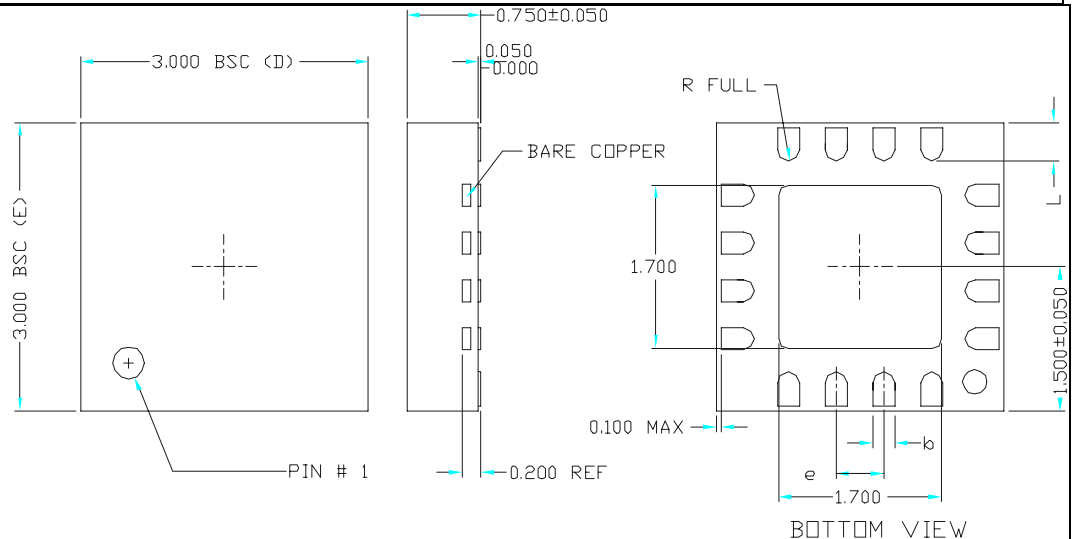 0.750±0.050
3.000 BSC (D)
0.050
0.000
R FULL
BARE COPPER
3.000 BSC (E)
L
1.700
1.500±0.050
0.100 MAX
b
PIN # 1
0.200 REF
e
1.700
BOTTOM VIEW